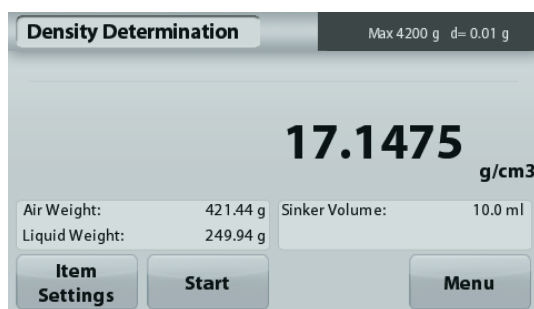 Density Determination
Max 4200 g d= 0.01 g
17.1475
g/cm3
Air Weight: 421.44 g Sinker Volume: 10.0 ml
Liquid Weight: 249.94 g
Item
Settings
Start
Menu